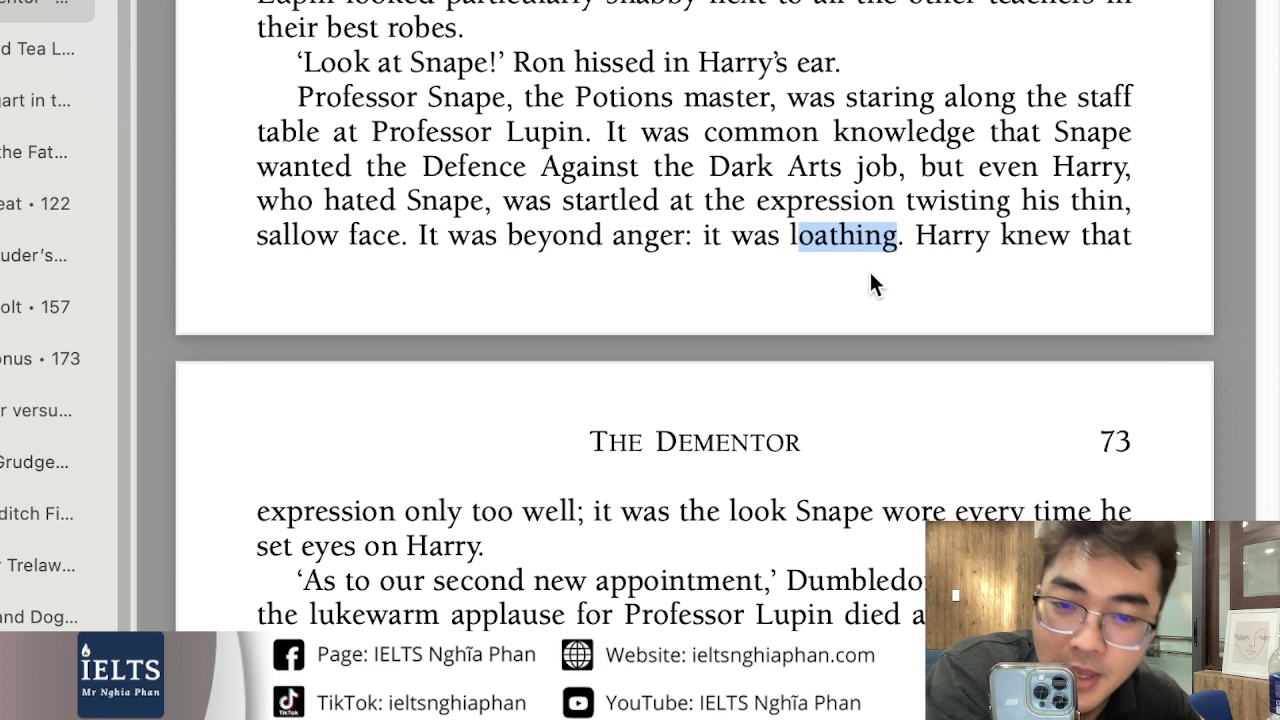 d Tea L...
art in t...
the Fat...
eat • 122
uder's...
olt • 157
onus • 173
r versu...
Grudge...
ditch Fi...
r Trelaw...
and Dog...
their best robes.
‘Look at Snape!’ Ron hissed in Harry’s ear.
Professor Snape, the Potions master, was staring along the staff
table at Professor Lupin. It was common knowledge that Snape
wanted the Defence Against the Dark Arts job, but even Harry,
who hated Snape, was startled at the expression twisting his thin,
sallow face. It was beyond anger: it was loathing. Harry knew that
THE DEMENTOR 73
expression only too well; it was the look Snape wore every time he
set eyes on Harry.
‘As to our second new appointment,’ Dumbledo
the lukewarm applause for Professor Lupin died a
IELTS
Mr Nghia Phan
Page: IELTS Nghĩa Phan
Website: ieltsnghiaphan.com
TikTok
TikTok: ieltsnghiaphan
YouTube: IELTS Nghĩa Phan